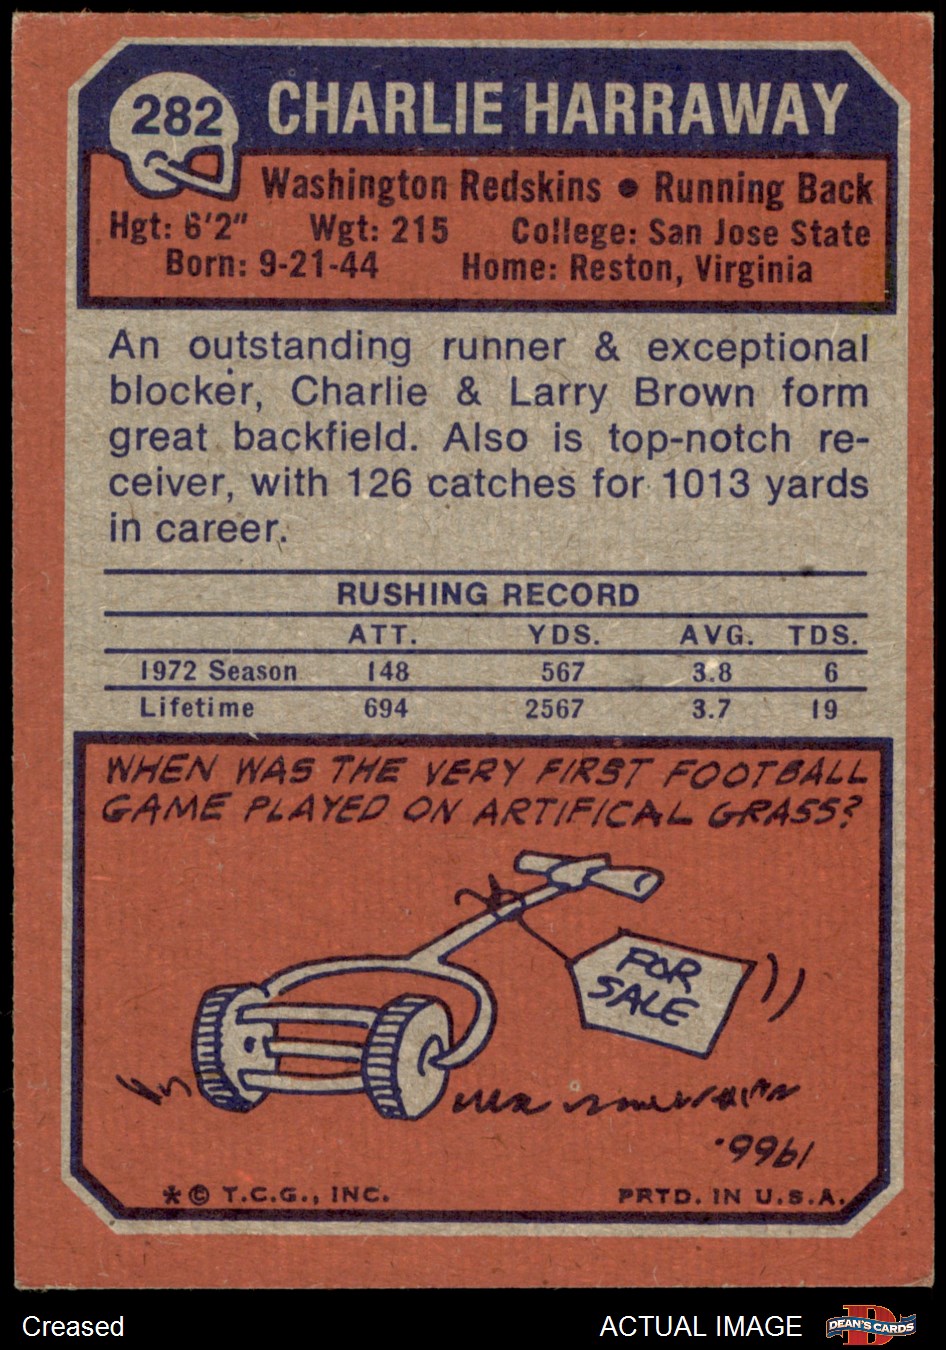 282
CHARLIE HARRAWAY
Washington Redskins • Running Back
Hgt: 6'2" Wgt: 215 College: San Jose State
Born: 9-21-44 Home: Reston, Virginia
An outstanding runner & exceptional
blocker, Charlie & Larry Brown form
great backfield. Also is top-notch re-
ceiver, with 126 catches for 1013 yards
in career.
RUSHING RECORD
ATT. YDS. AVG. TDS.
1972 Season 148 567 3.8 6
Lifetime 694 2567 3.7 19
WHEN WAS THE VERY FIRST FOOTBALL
GAME PLAYED ON ARTIFICAL GRASS?
FOR
SALE
1966.
*© T.C.G., INC. PRTD. IN U.S.A.
Creased ACTUAL IMAGE DEAN'S CARDS